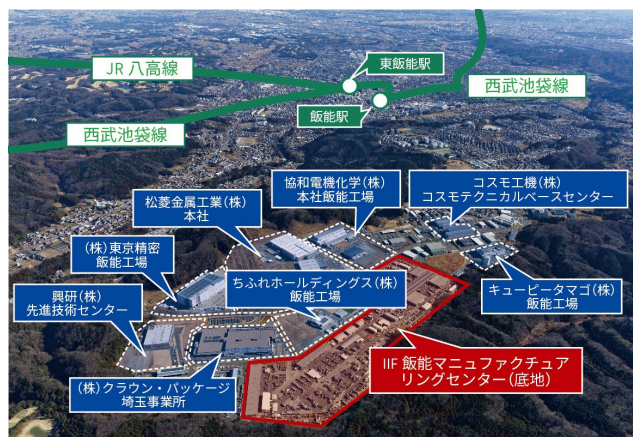 東飯能駅
JR 八高線
西武池袋線
飯能駅
西武池袋線
協和電機化学(株)
本社飯能工場
コスモ工機(株)
コスモテクニカルベースセンター
松菱金属工業(株)
本社
(株)東京精密
飯能工場
ちふれホールディングス(株)
飯能工場
キユーピータマゴ(株)
飯能工場
興研(株)
先進技術センター
IIF 飯能マニュファクチュア
リングセンター(底地)
(株)クラウン・パッケージ
埼玉事業所